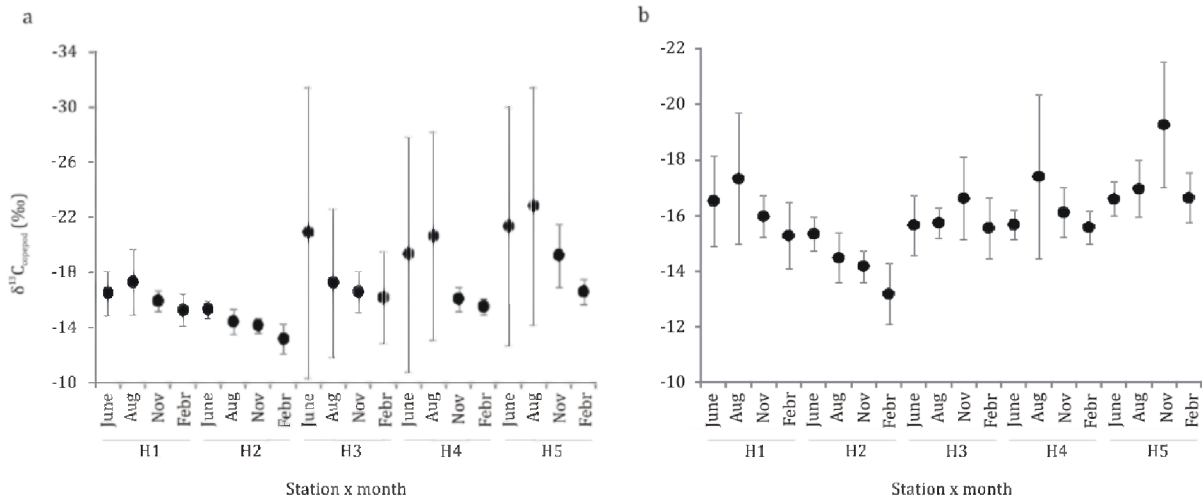 a
-34
-30
-26
-22
-18
-14
-10
δ¹³C copepod (‰)
June Aug Nov Febr June Aug Nov Febr June Aug Nov Febr June Aug Nov Febr June Aug Nov Febr
H1 H2 H3 H4 H5
Station x month
b
-22
-20
-18
-16
-14
-12
-10
June Aug Nov Febr June Aug Nov Febr June Aug Nov Febr June Aug Nov Febr June Aug Nov Febr
H1 H2 H3 H4 H5
Station x month